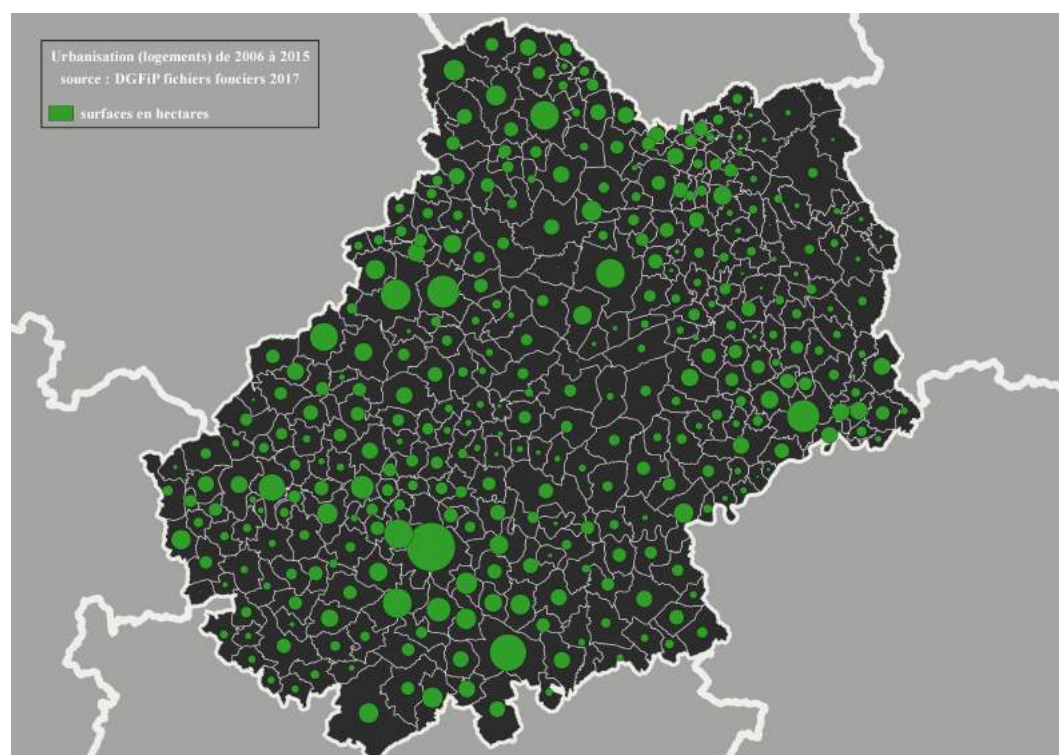 Urbanisation (logements) de 2006 à 2015
source : DGFiP fichiers fonciers 2017
surfaces en hectares